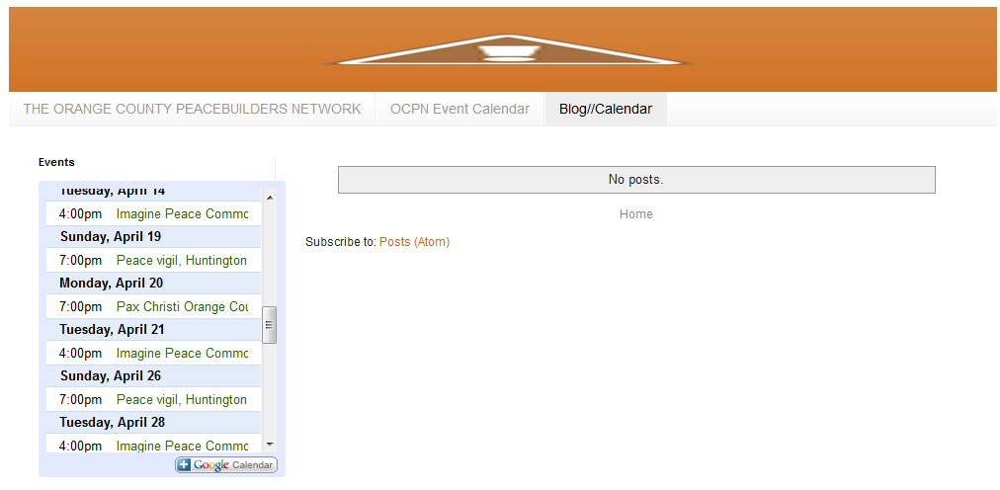 THE ORANGE COUNTY PEACEBUILDERS NETWORK
OCPN Event Calendar
Blog//Calendar
Events
Tuesday, April 14
4:00pm Imagine Peace Commo
Sunday, April 19
7:00pm Peace vigil, Huntington
Monday, April 20
7:00pm Pax Christi Orange Cou
Tuesday, April 21
4:00pm Imagine Peace Commo
Sunday, April 26
7:00pm Peace vigil, Huntington
Tuesday, April 28
4:00pm Imagine Peace Commo
Google Calendar
No posts.
Home
Subscribe to: Posts (Atom)